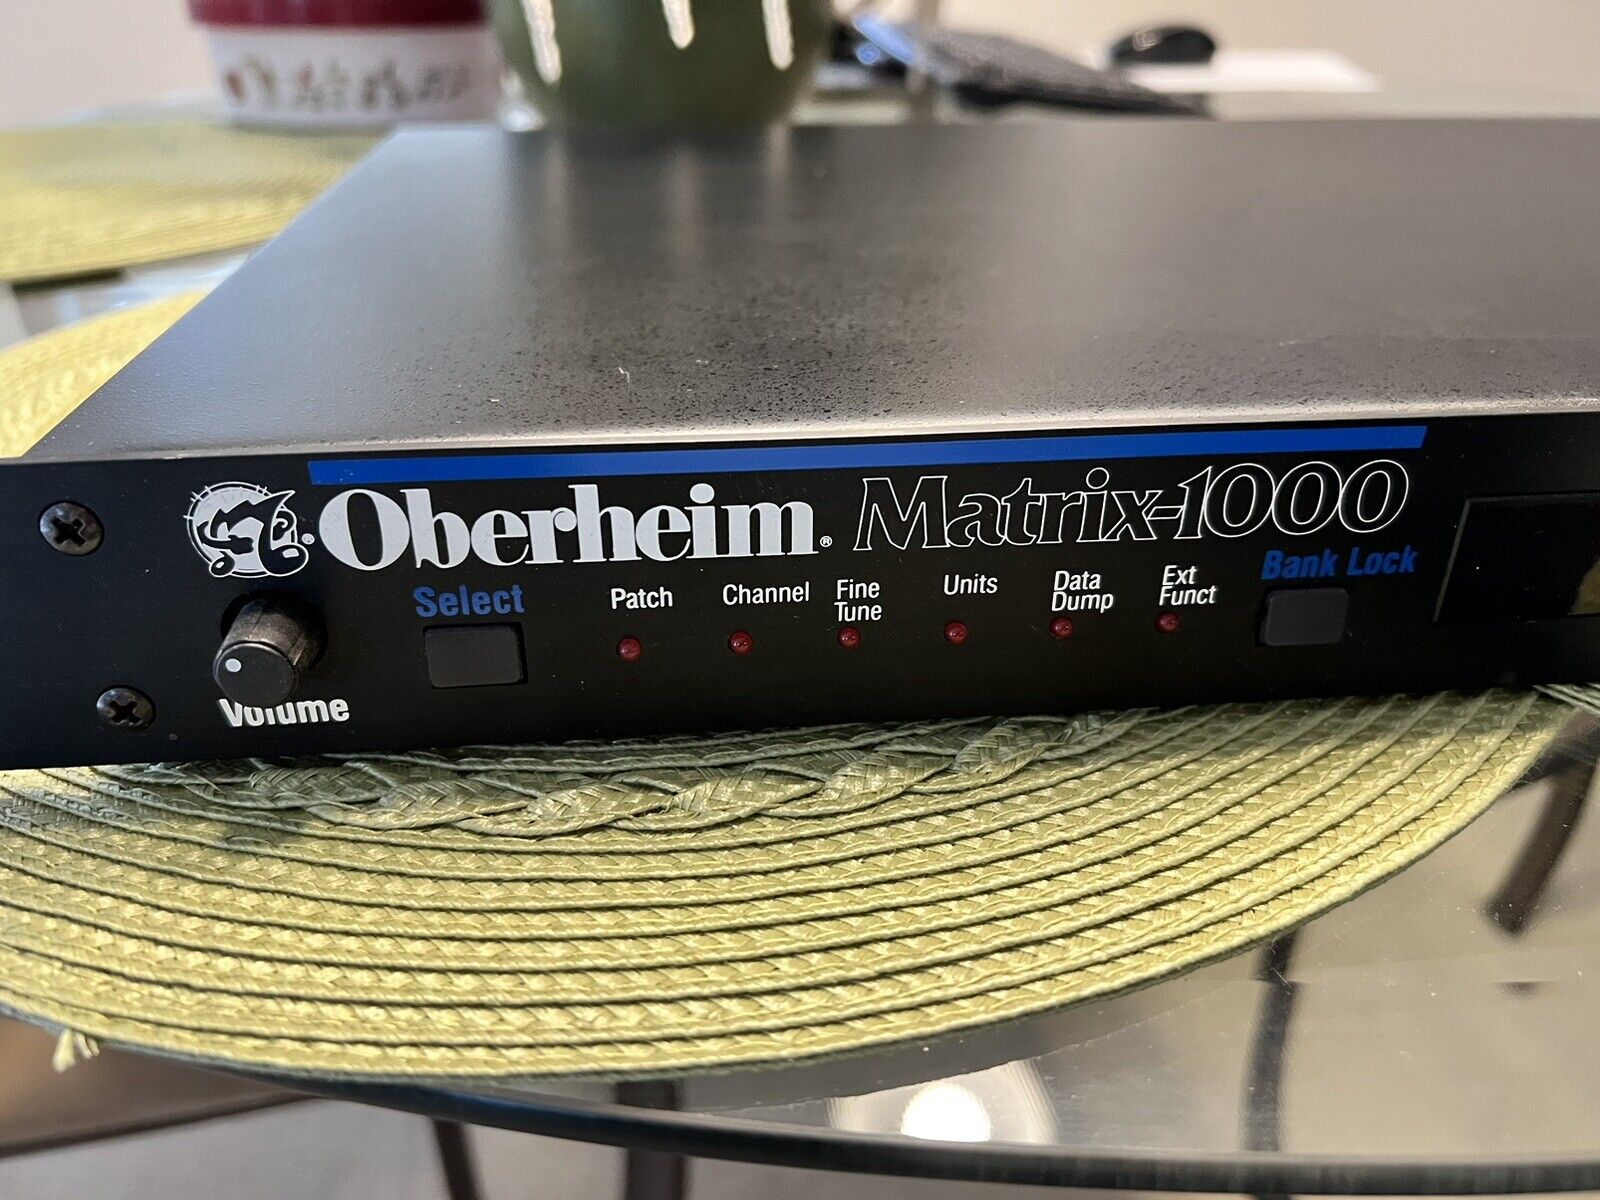 Oberheim® Matrix-1000
Select
Patch
Channel
Fine
Tune
Units
Data
Dump
Ext
Funct
Bank Lock
Volume